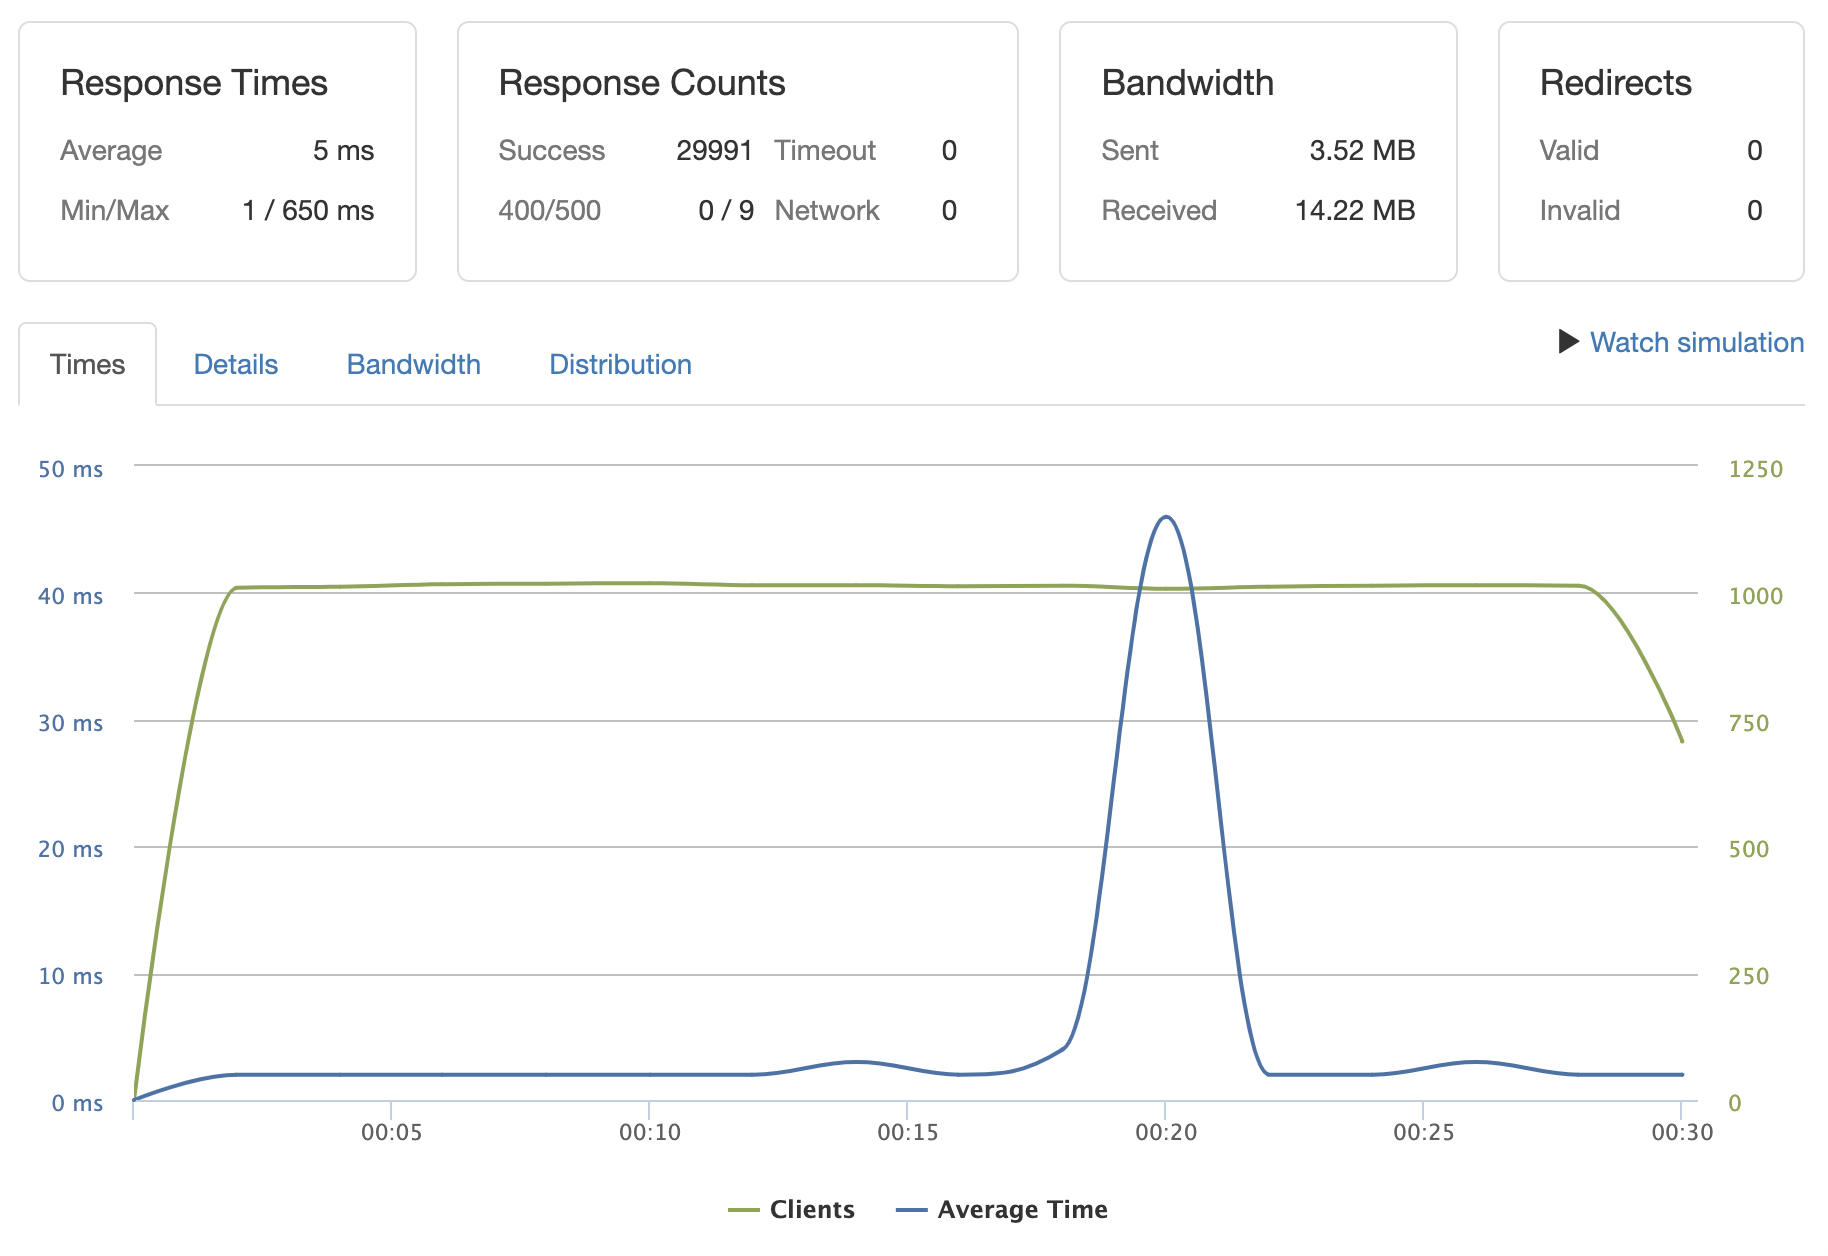 Response Times
Average 5 ms
Min/Max 1 / 650 ms
Response Counts
Success 29991 Timeout 0
400/500 0 / 9 Network 0
Bandwidth
Sent 3.52 MB
Received 14.22 MB
Redirects
Valid 0
Invalid 0
Times Details Bandwidth Distribution
Watch simulation
50 ms 1250
40 ms 1000
30 ms 750
20 ms 500
10 ms 250
0 ms 0
00:05 00:10 00:15 00:20 00:25 00:30
Clients Average Time